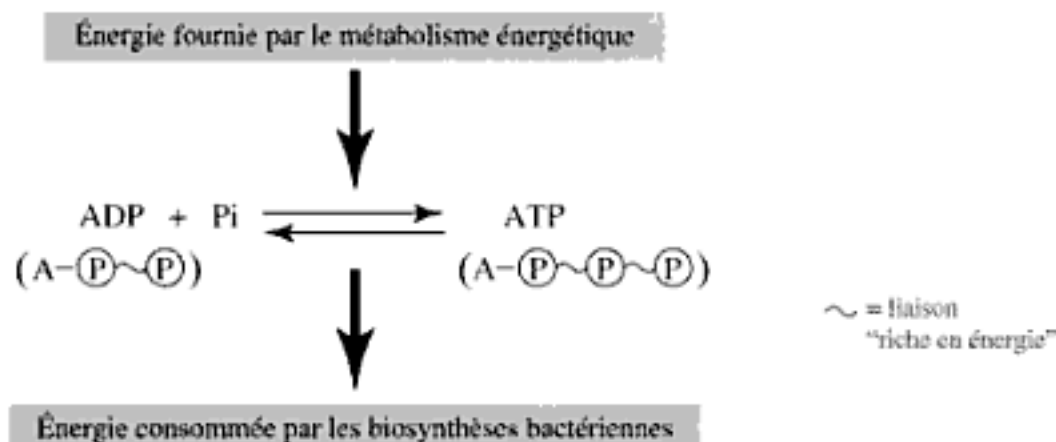 Énergie fournie par le métabolisme énergétique
ADP + Pi ATP
(A–P~P) (A–P~P~P)
~ = liaison
“riche en énergie”
Énergie consommée par les biosynthèses bactériennes